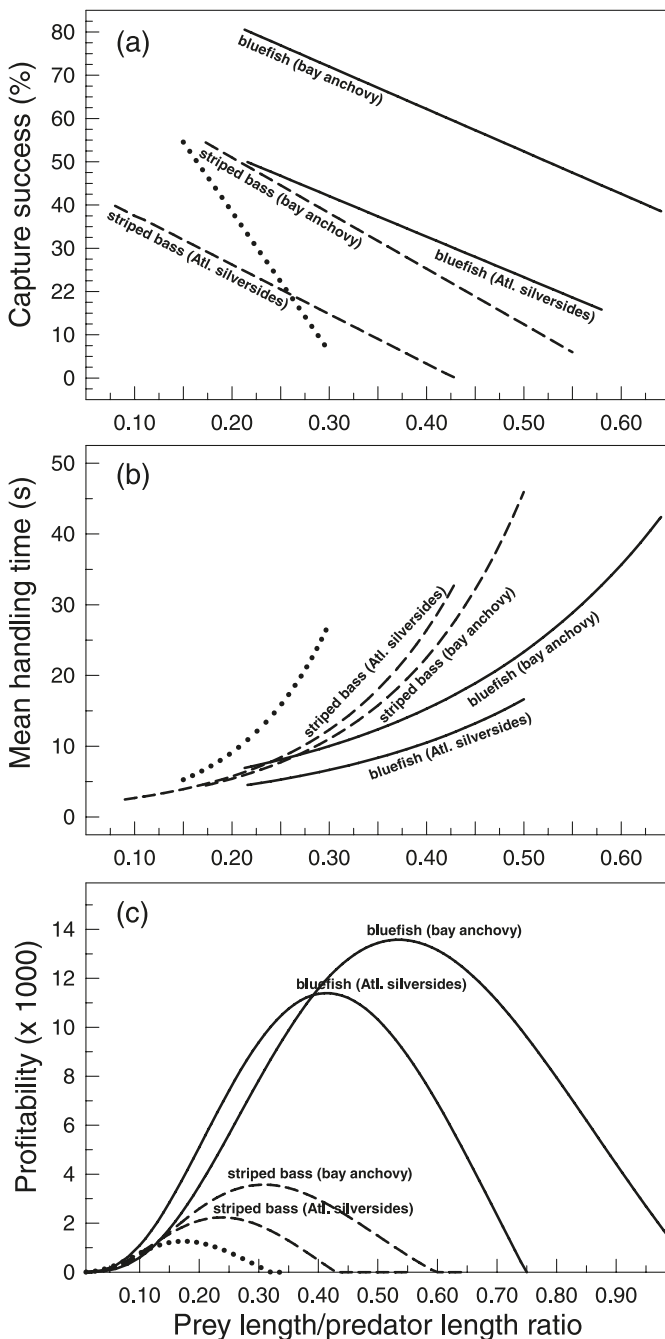 (a)
Capture success (%)
80
70
50
50
40
30
22
10
0
bluefish (bay anchovy)
striped bass (bay anchovy)
bluefish (Atl. silversides)
striped bass (Atl. silversides)
0.10 0.20 0.30 0.40 0.50 0.60
(b)
Mean handling time (s)
50
40
30
20
10
0
striped bass (Atl. silversides)
striped bass (bay anchovy)
bluefish (bay anchovy)
bluefish (Atl. silversides)
0.10 0.20 0.30 0.40 0.50 0.60
(c)
Profitability (x 1000)
14
12
10
8
6
4
2
0
bluefish (bay anchovy)
bluefish (Atl. silversides)
striped bass (bay anchovy)
striped bass (Atl. silversides)
0.10 0.20 0.30 0.40 0.50 0.60 0.70 0.80 0.90
Prey length/predator length ratio